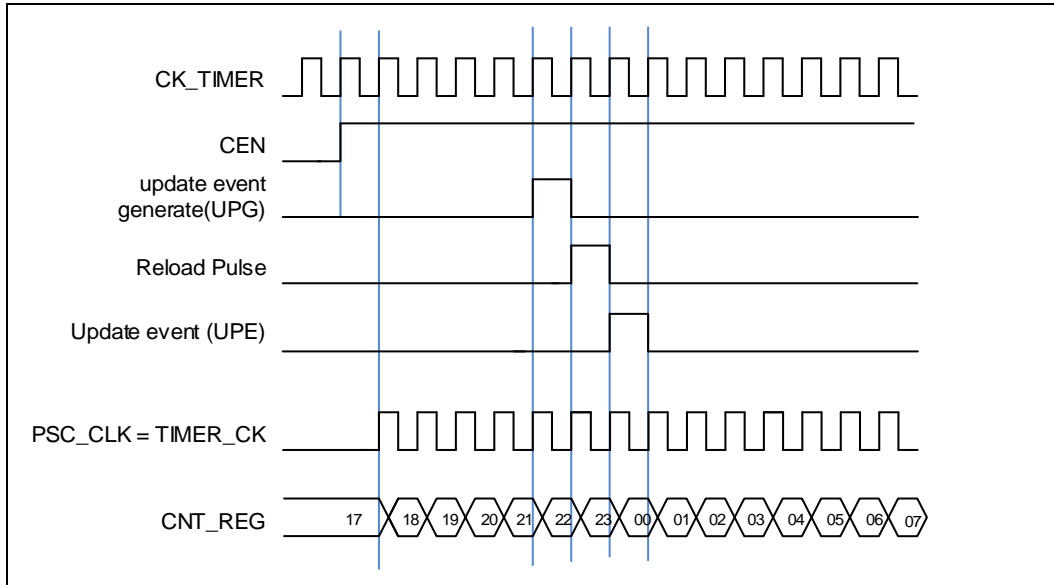 CK_TIMER
CEN
update event
generate(UPG)
Reload Pulse
Update event (UPE)
PSC_CLK = TIMER_CK
CNT_REG 17 18 19 20 21 22 23 00 01 02 03 04 05 06 07